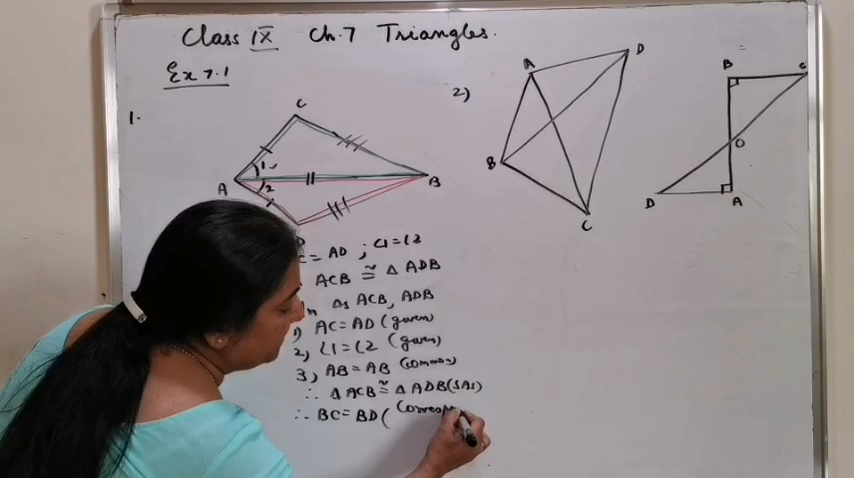 Class IX Ch.7 Triangles.
Ex 7.1
1.
C
A
1
2
B
2)
A
D
B
C
B
C
O
D
A
C = AD ; ∠1 = ∠2
ACB ≅ Δ ADB
In Δs ACB, ADB
1) AC = AD (given)
2) ∠1 = ∠2 (given)
3) AB = AB (common)
∴ Δ ACB ≅ Δ ADB (SAS)
∴ BC = BD (